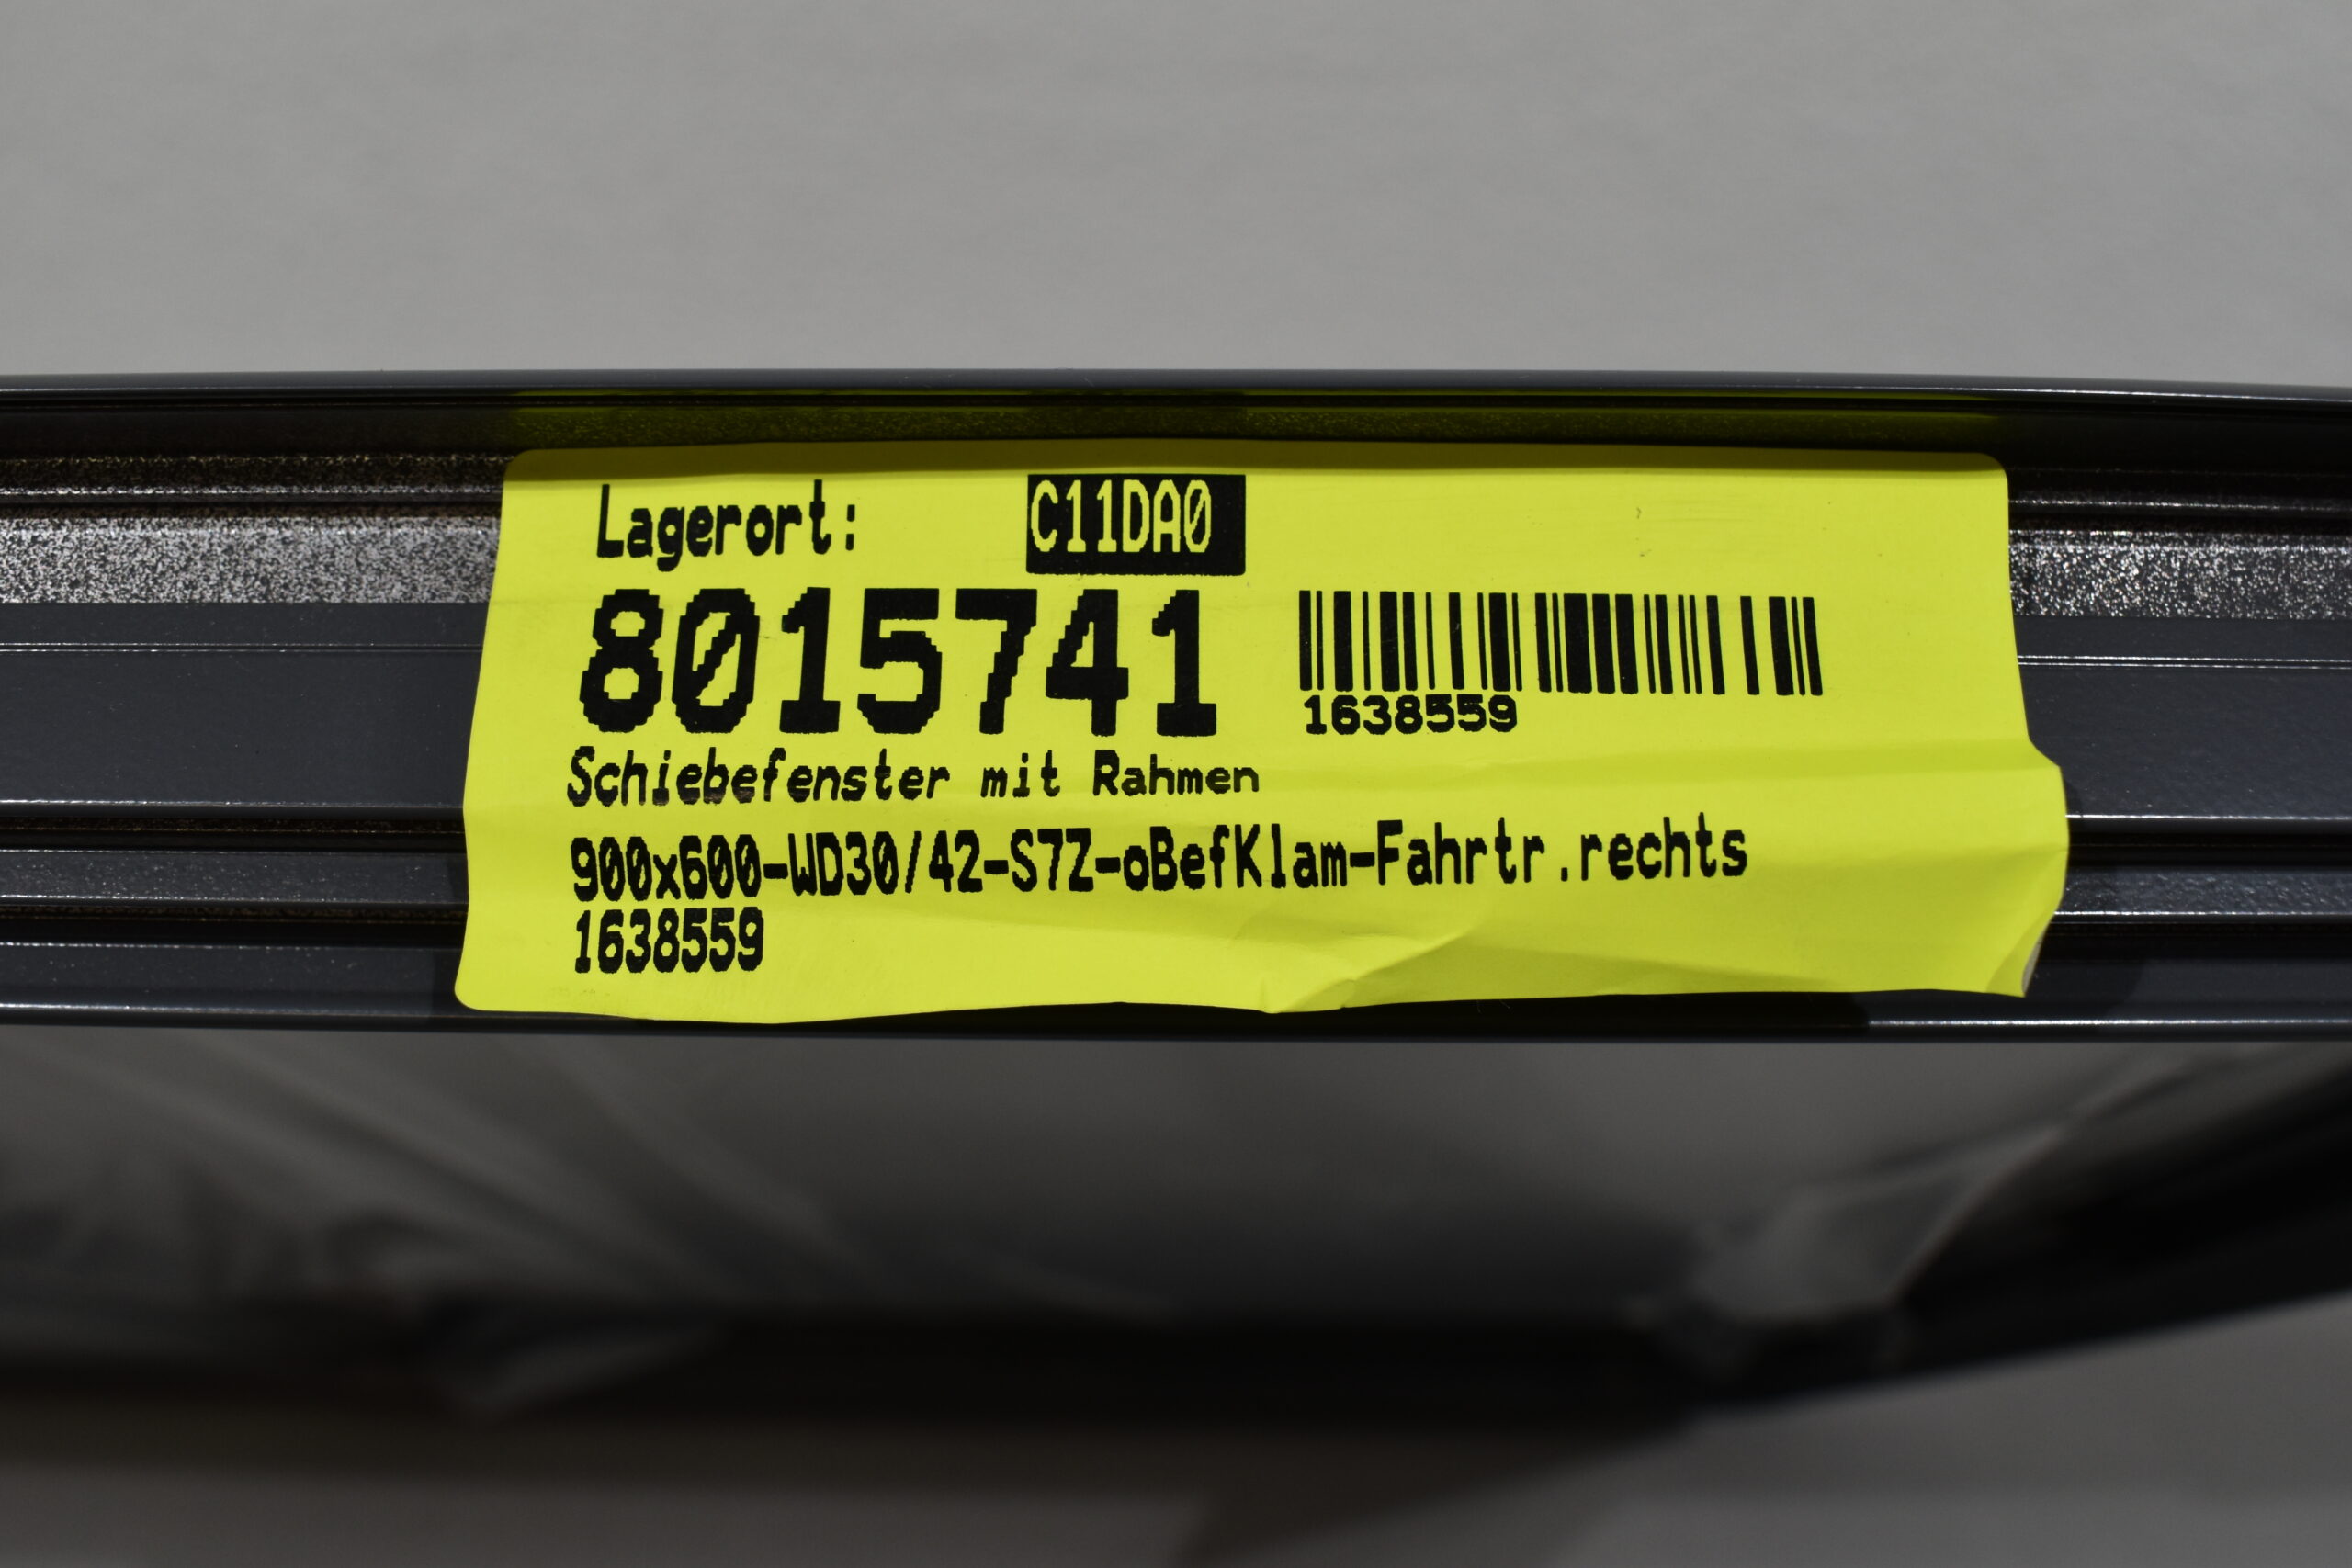 Lagerort: C11DA0
8015741
1638559
Schiebefenster mit Rahmen
900x600-WD30/42-S7Z-oBefKlam-Fahrtr.rechts
1638559